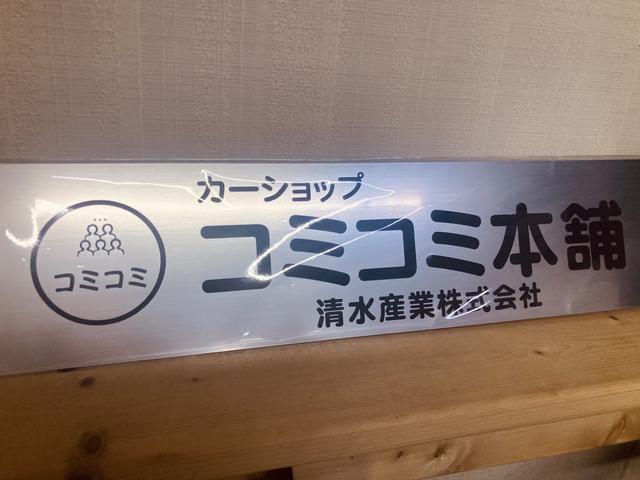 カーショップ
コミコミ本舗
清水産業株式会社
コミコミ